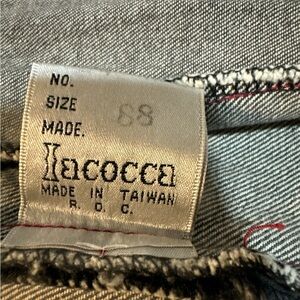 NO.
SIZE 88
MADE.
Iacocca
MADE IN TAIWAN
R. O. C.